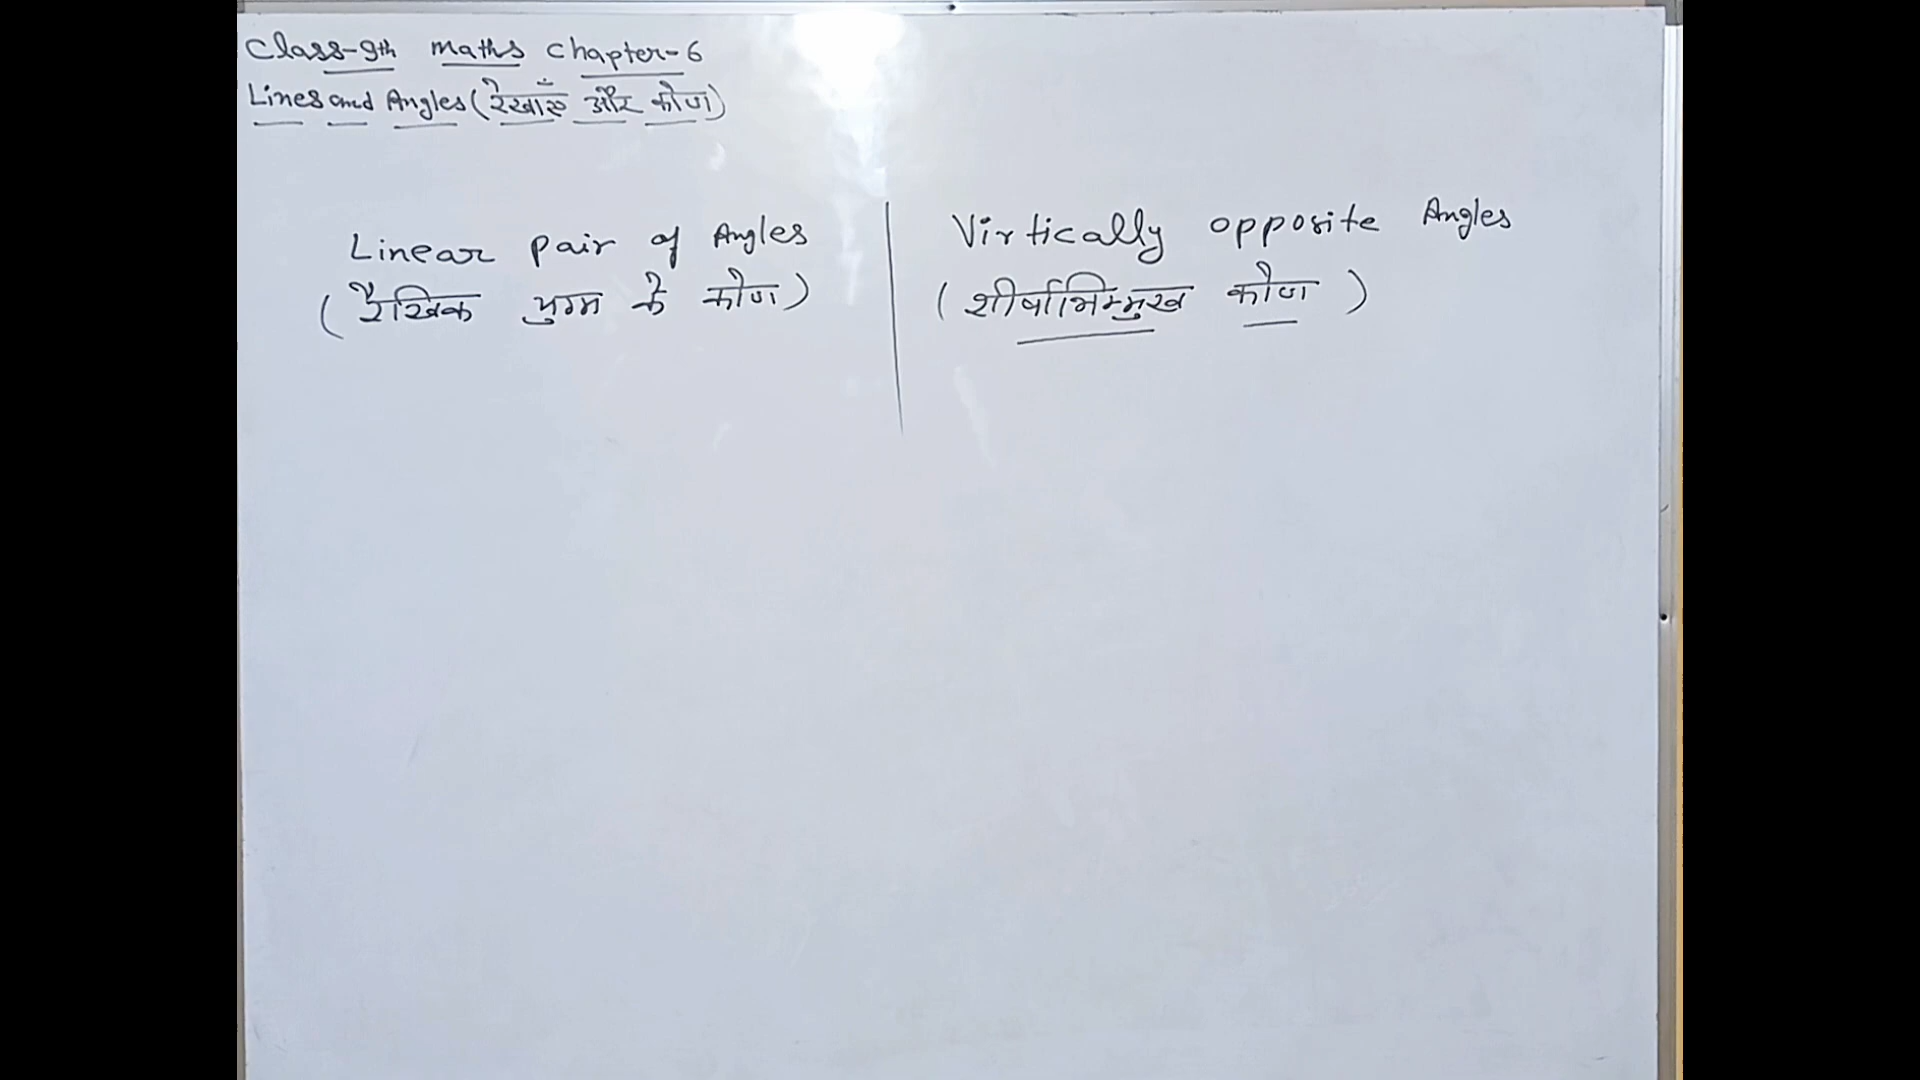 Class-9th maths Chapter-6
Lines and Angles (रेखाएँ और कोण)
Linear pair of Angles
(रैखिक युग्म के कोण)
Virtically opposite Angles
(शीर्षाभिम्मुख कोण)